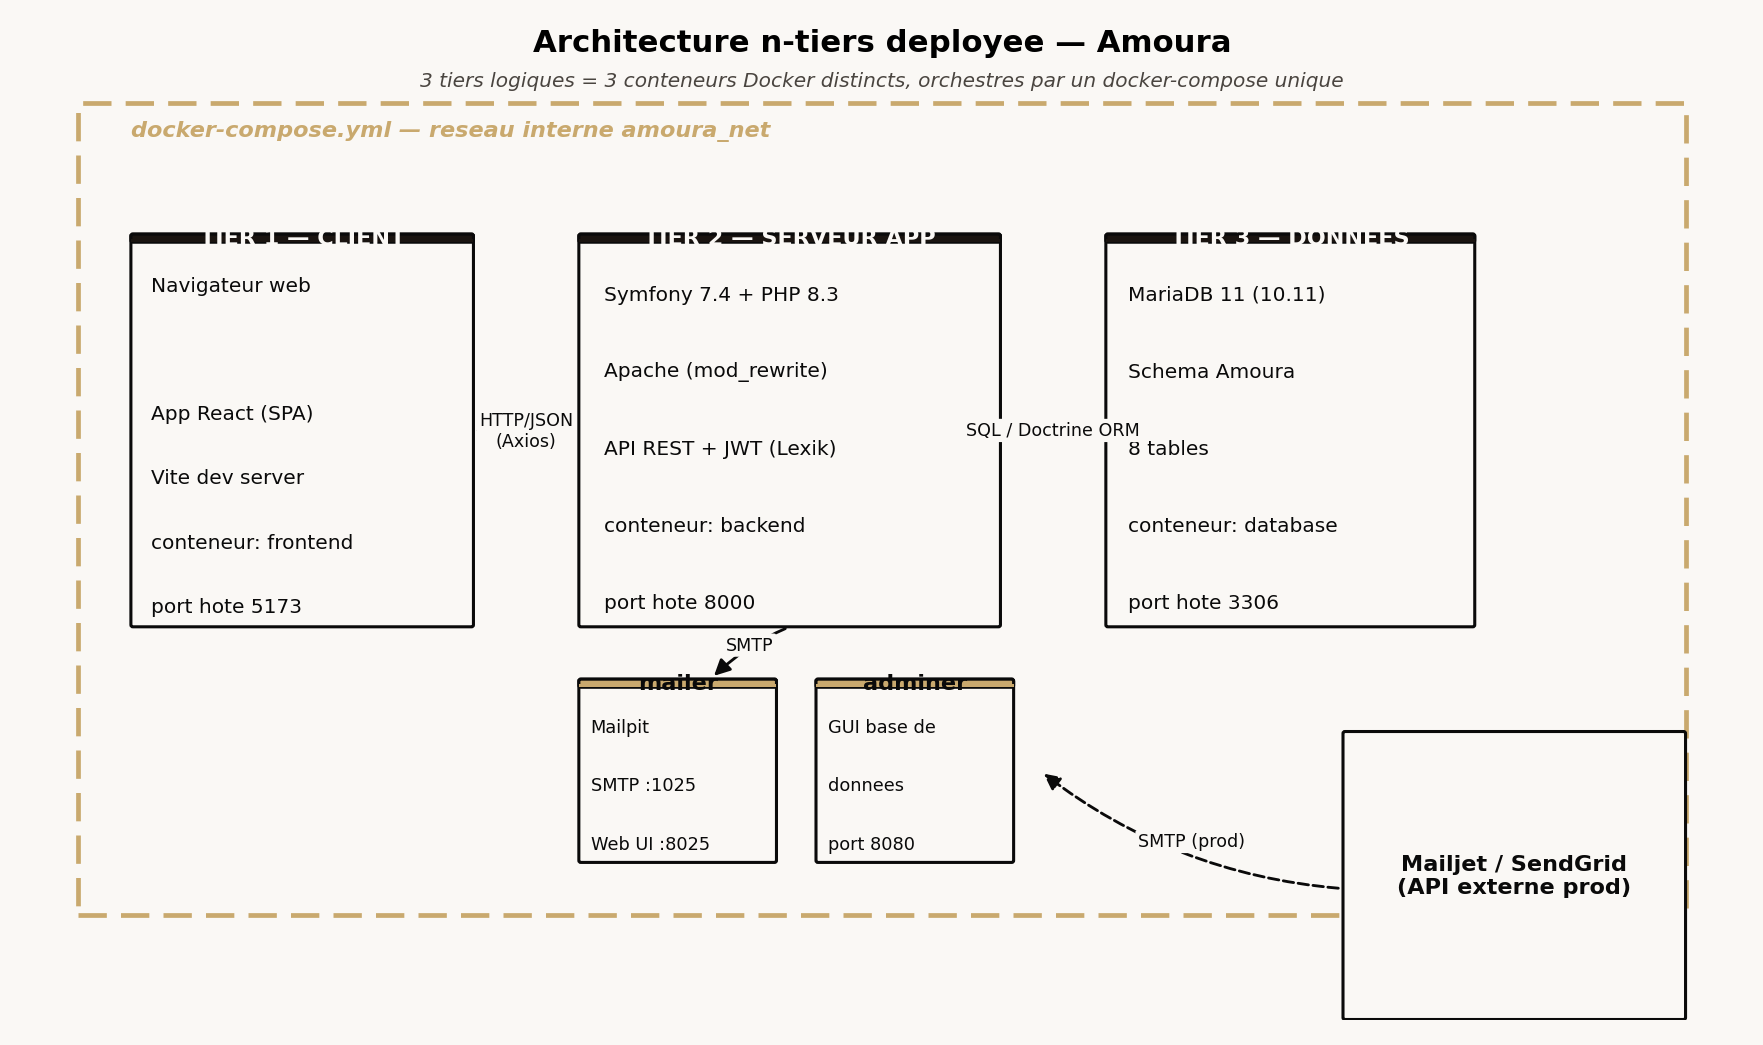 Architecture n-tiers deployee — Amoura
3 tiers logiques = 3 conteneurs Docker distincts, orchestres par un docker-compose unique
docker-compose.yml — reseau interne amoura_net
TIER 1 — CLIENT
Navigateur web
App React (SPA)
Vite dev server
conteneur: frontend
port hote 5173
HTTP/JSON
(Axios)
TIER 2 — SERVEUR APP
Symfony 7.4 + PHP 8.3
Apache (mod_rewrite)
API REST + JWT (Lexik)
conteneur: backend
port hote 8000
SQL / Doctrine ORM
TIER 3 — DONNEES
MariaDB 11 (10.11)
Schema Amoura
8 tables
conteneur: database
port hote 3306
SMTP
mailer
Mailpit
SMTP :1025
Web UI :8025
adminer
GUI base de
donnees
port 8080
SMTP (prod)
Mailjet / SendGrid
(API externe prod)